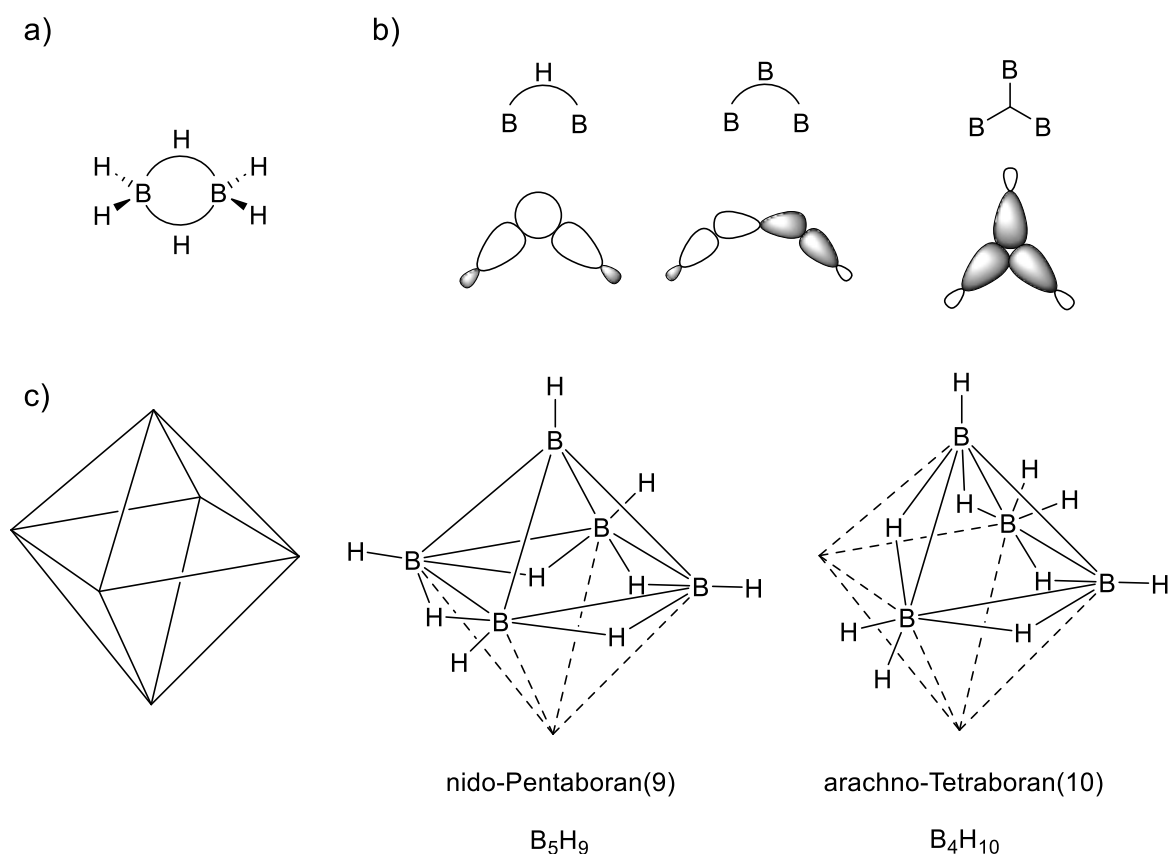 a)
H
H H
B B
H H
H
b)
H B B
B B B B B B
c)
H
B
H
B
H B
H H B H
H B H
H
nido-Pentaboran(9)
B₅H₉
H
B
H
H H
H B
H B H
H B H
H
arachno-Tetraboran(10)
B₄H₁₀